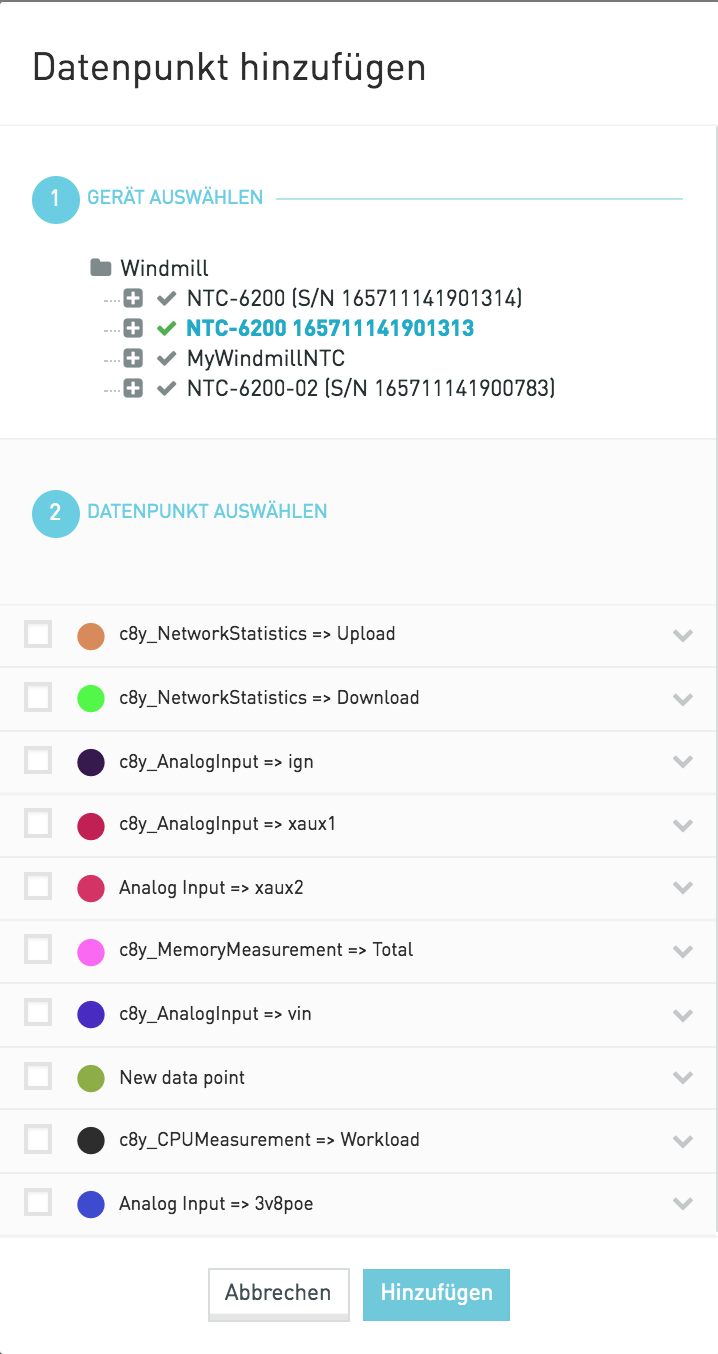 Datenpunkt hinzufügen
1 GERÄT AUSWÄHLEN
Windmill
NTC-6200 (S/N 165711141901314)
NTC-6200 165711141901313
MyWindmillNTC
NTC-6200-02 (S/N 165711141900783)
2 DATENPUNKT AUSWÄHLEN
c8y_NetworkStatistics => Upload
c8y_NetworkStatistics => Download
c8y_AnalogInput => ign
c8y_AnalogInput => xaux1
Analog Input => xaux2
c8y_MemoryMeasurement => Total
c8y_AnalogInput => vin
New data point
c8y_CPUMeasurement => Workload
Analog Input => 3v8poe
Abbrechen Hinzufügen